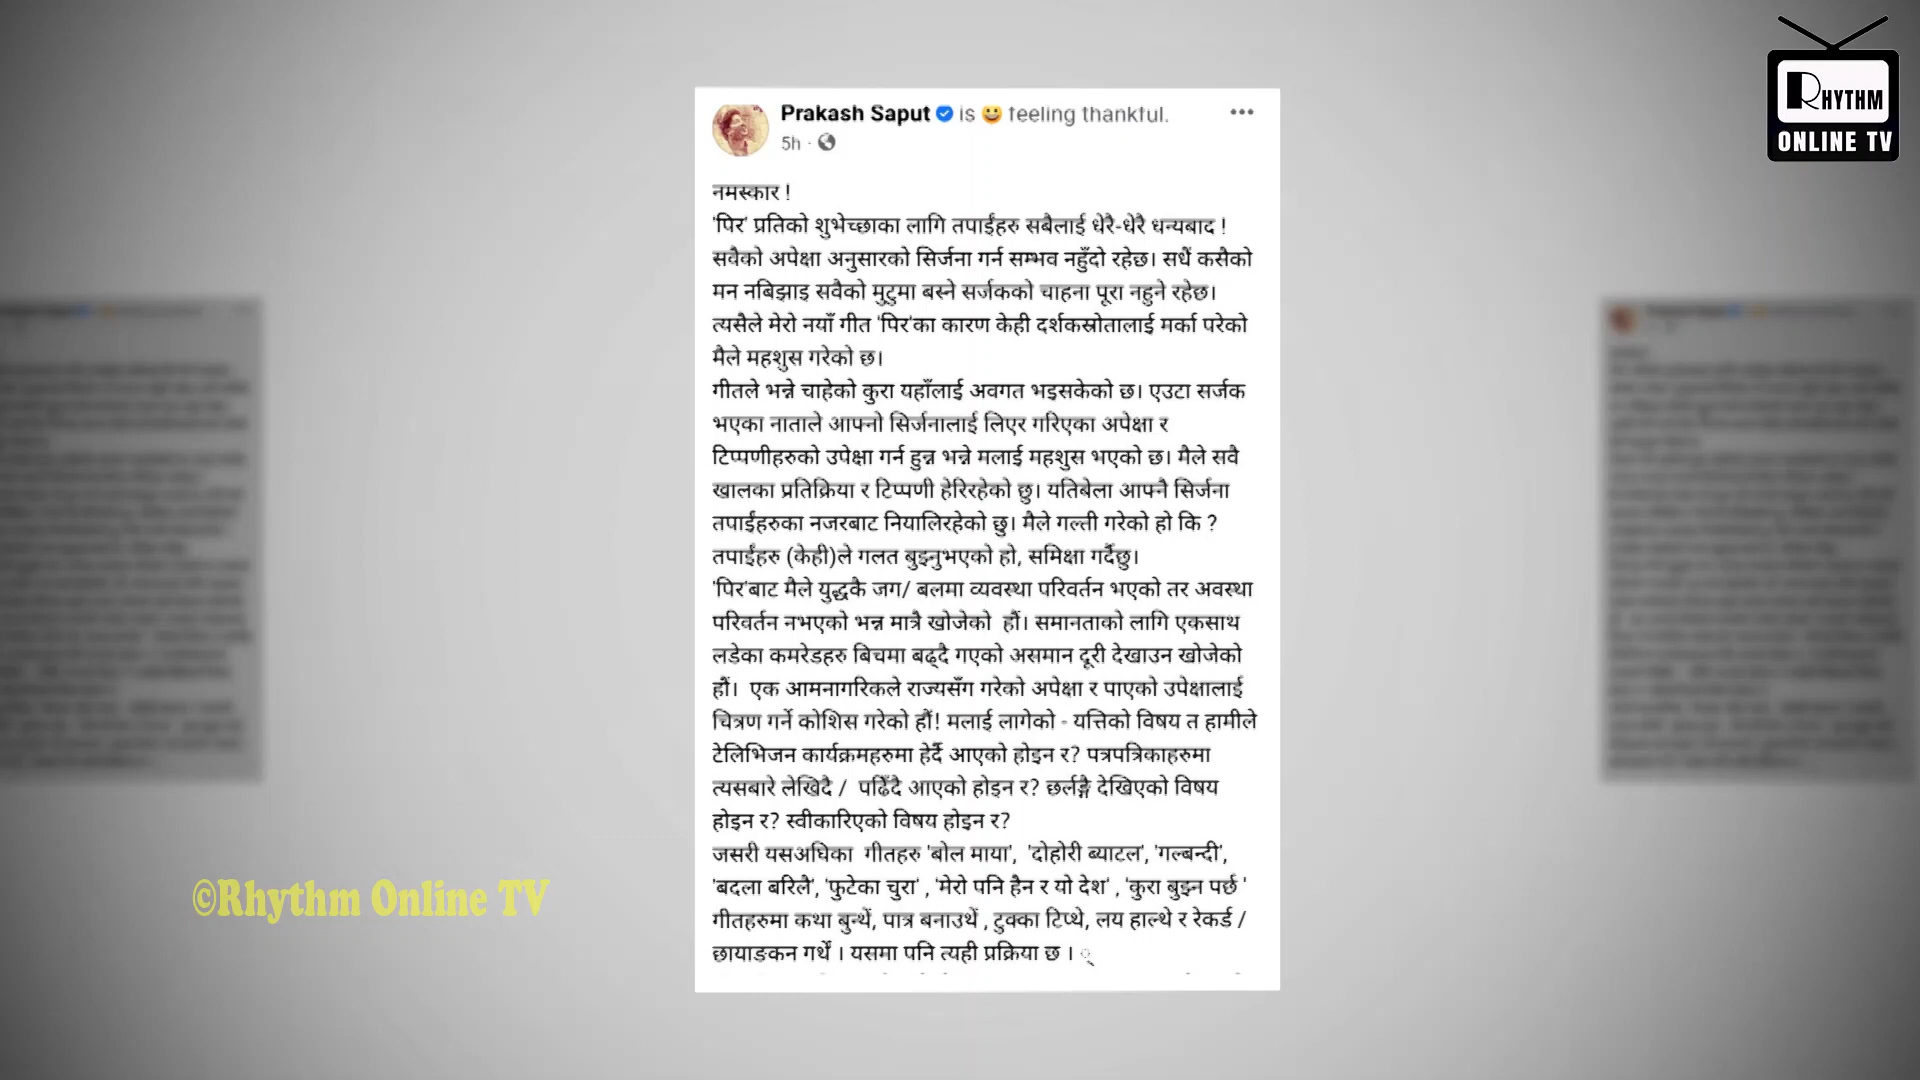 RHYTHM
ONLINE TV
Prakash Saput is feeling thankful.
5h ·
नमस्कार !
'पिर' प्रतिको शुभेच्छाका लागि तपाईंहरु सबैलाई धेरै-धेरै धन्यबाद !
सवैको अपेक्षा अनुसारको सिर्जना गर्न सम्भव नहुँदो रहेछ। सधैं कसैको
मन नबिझाइ सवैको मुटुमा बस्ने सर्जकको चाहना पूरा नहुने रहेछ।
त्यसैले मेरो नयाँ गीत 'पिर'का कारण केही दर्शकस्रोतालाई मर्का परेको
मैले महशुस गरेको छ।
गीतले भन्ने चाहेको कुरा यहाँलाई अवगत भइसकेको छ। एउटा सर्जक
भएका नाताले आफ्नो सिर्जनालाई लिएर गरिएका अपेक्षा र
टिप्पणीहरुको उपेक्षा गर्न हुन्न भन्ने मलाई महशुस भएको छ। मैले सवै
खालका प्रतिक्रिया र टिप्पणी हेरिरहेको छु। यतिबेला आफ्नै सिर्जना
तपाईंहरुका नजरबाट नियालिरहेको छु। मैले गल्ती गरेको हो कि ?
तपाईंहरु (केही)ले गलत बुझ्नुभएको हो, समिक्षा गर्दैछु।
'पिर'बाट मैले युद्धकै जग/ बलमा व्यवस्था परिवर्तन भएको तर अवस्था
परिवर्तन नभएको भन्न मात्रै खोजेको हौं। समानताको लागि एकसाथ
लडेका कमरेडहरु बिचमा बढ्दै गएको असमान दूरी देखाउन खोजेको
हौं। एक आमनागरिकले राज्यसँग गरेको अपेक्षा र पाएको उपेक्षालाई
चित्रण गर्ने कोशिस गरेको हौं! मलाई लागेको - यत्तिको विषय त हामीले
टेलिभिजन कार्यक्रमहरुमा हेर्दै आएको होइन र? पत्रपत्रिकाहरुमा
त्यसबारे लेखिदै / पढिँदै आएको होइन र? छर्लङ्गै देखिएको विषय
होइन र? स्वीकारिएको विषय होइन र?
जसरी यसअघिका गीतहरु 'बोल माया', 'दोहोरी ब्याटल', 'गल्बन्दी',
'बदला बरिलै', 'फुटेका चुरा' , 'मेरो पनि हैन र यो देश' , 'कुरा बुझ्न पर्छ '
गीतहरुमा कथा बुन्थें, पात्र बनाउथें , टुक्का टिप्थे, लय हाल्थे र रेकर्ड /
छायाङकन गर्थें । यसमा पनि त्यही प्रक्रिया छ ।
©Rhythm Online TV